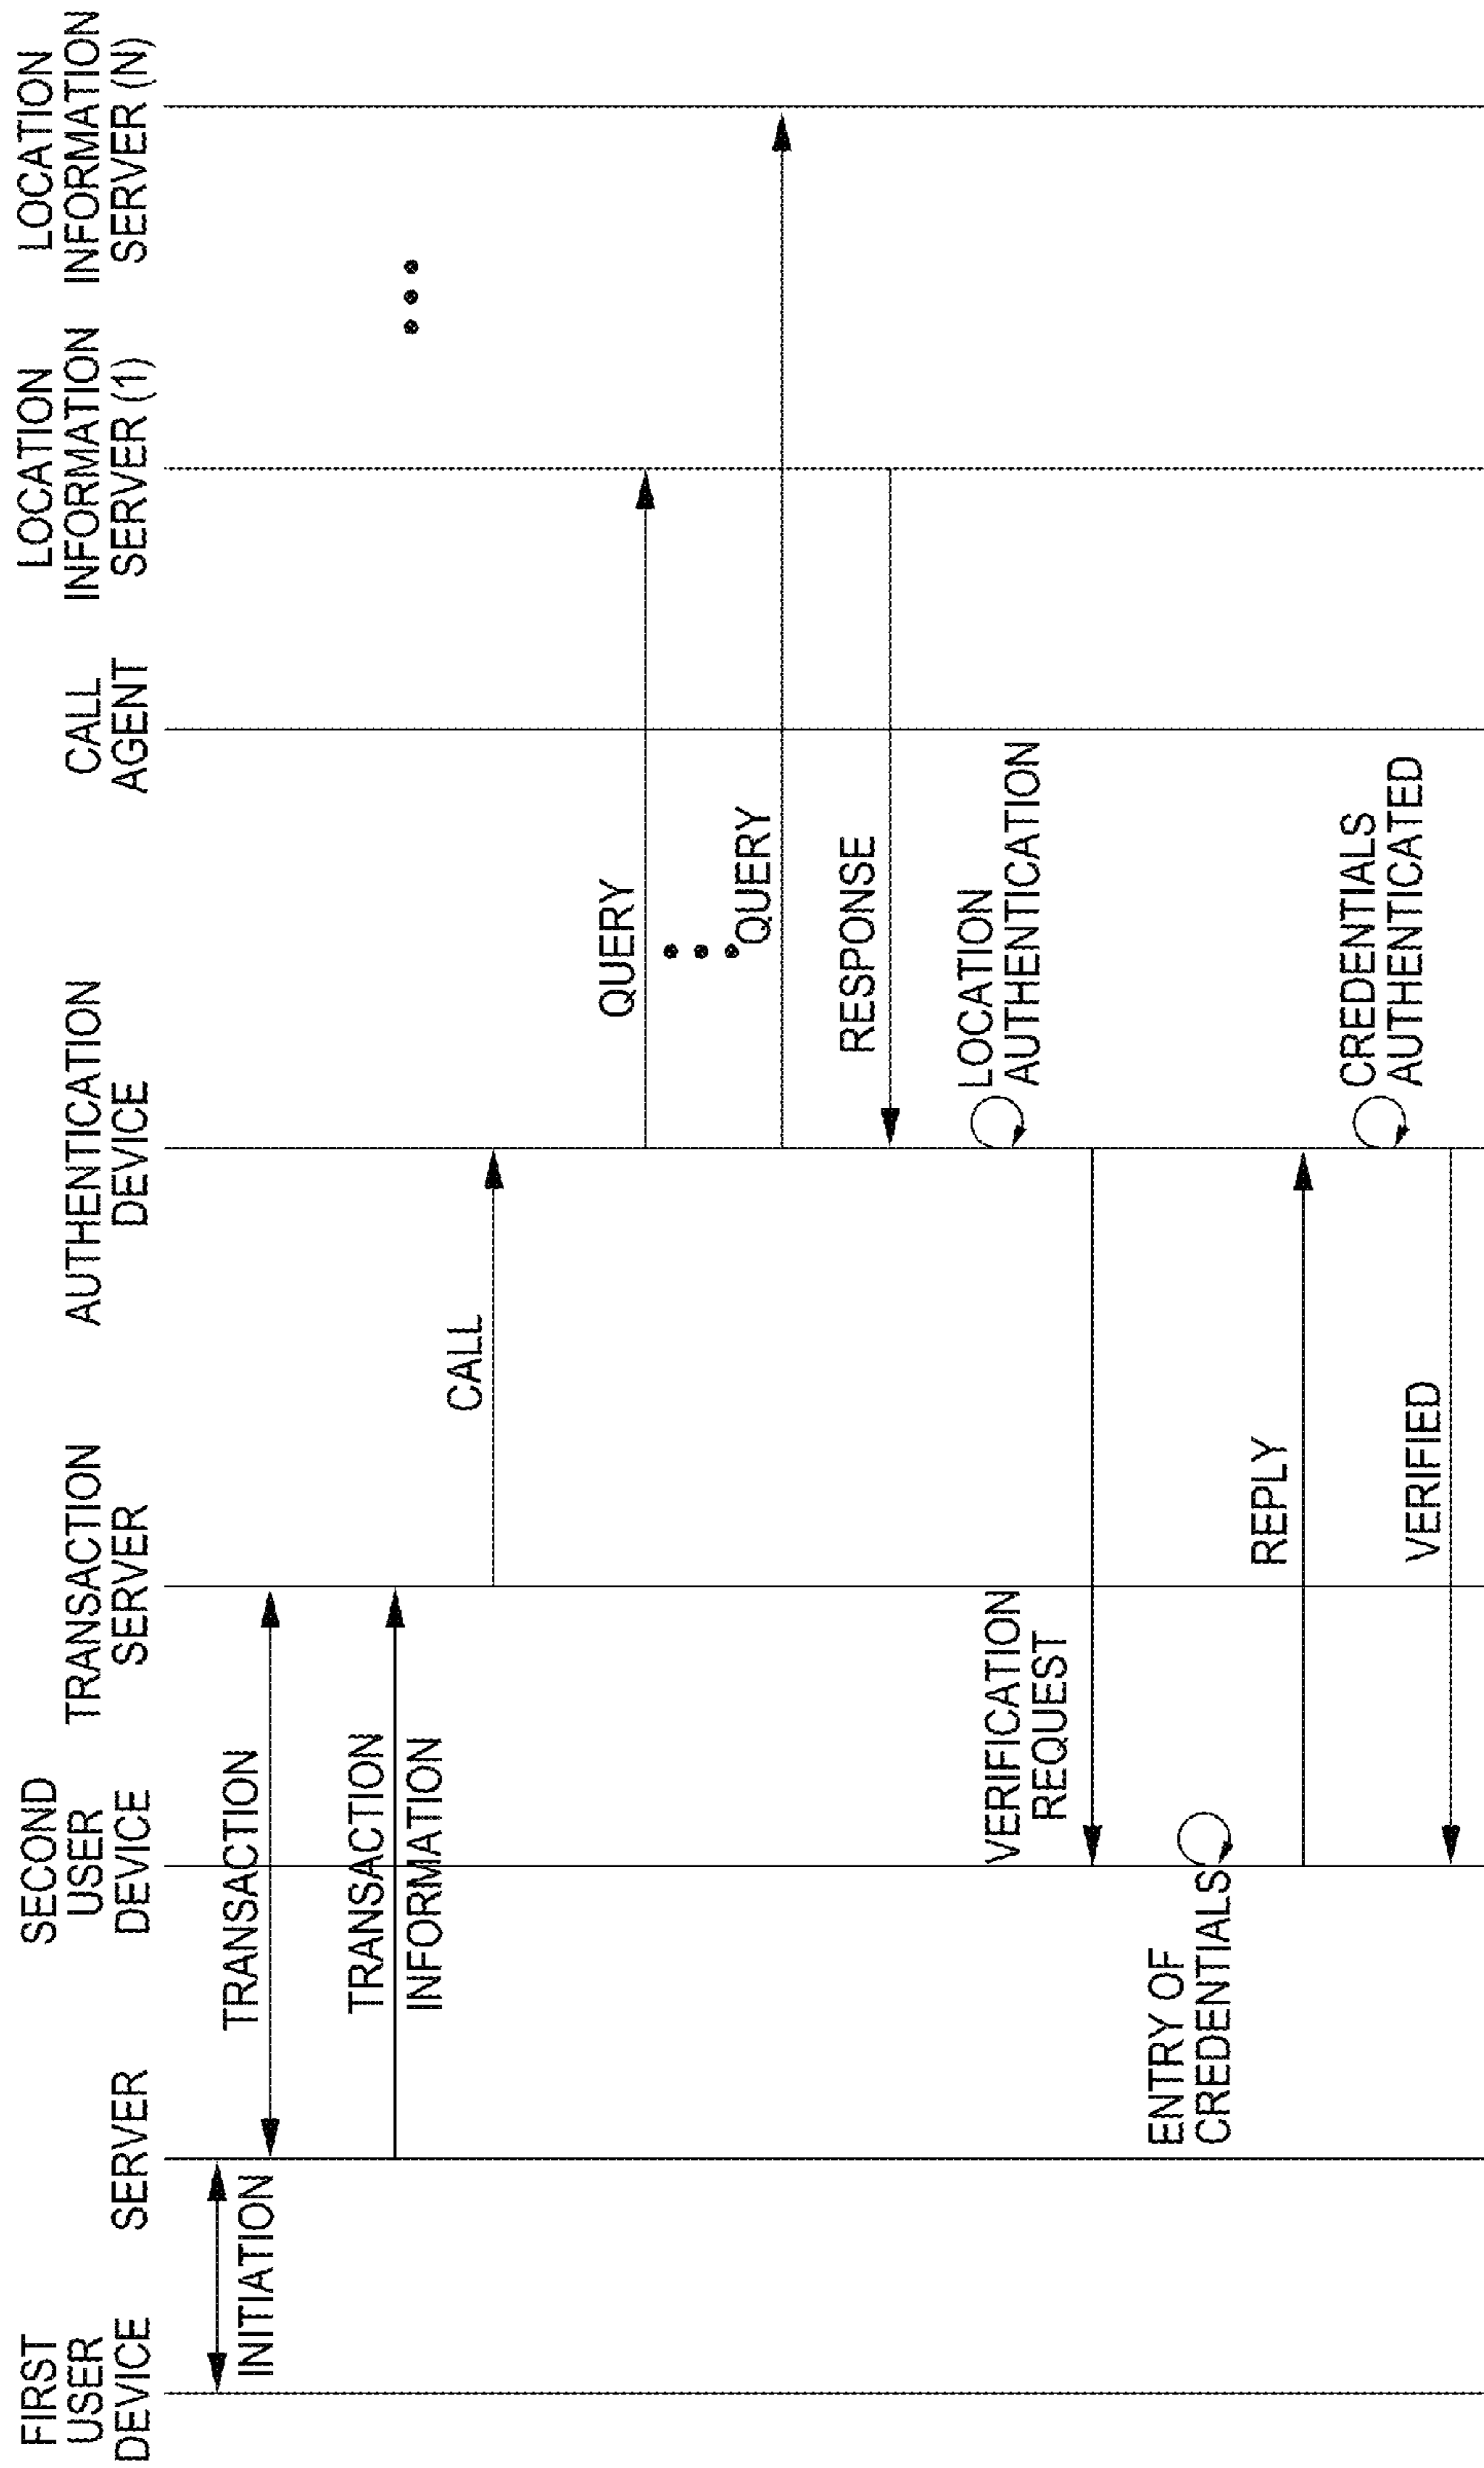 FIRST
USER
DEVICE
SERVER
SECOND
USER
DEVICE
TRANSACTION
SERVER
AUTHENTICATION
DEVICE
CALL
AGENT
LOCATION
INFORMATION
SERVER (1)
LOCATION
INFORMATION
SERVER (N)
INITIATION
TRANSACTION
TRANSACTION
INFORMATION
CALL
QUERY
QUERY
RESPONSE
LOCATION
AUTHENTICATION
VERIFICATION
REQUEST
ENTRY OF
CREDENTIALS
REPLY
CREDENTIALS
AUTHENTICATED
VERIFIED